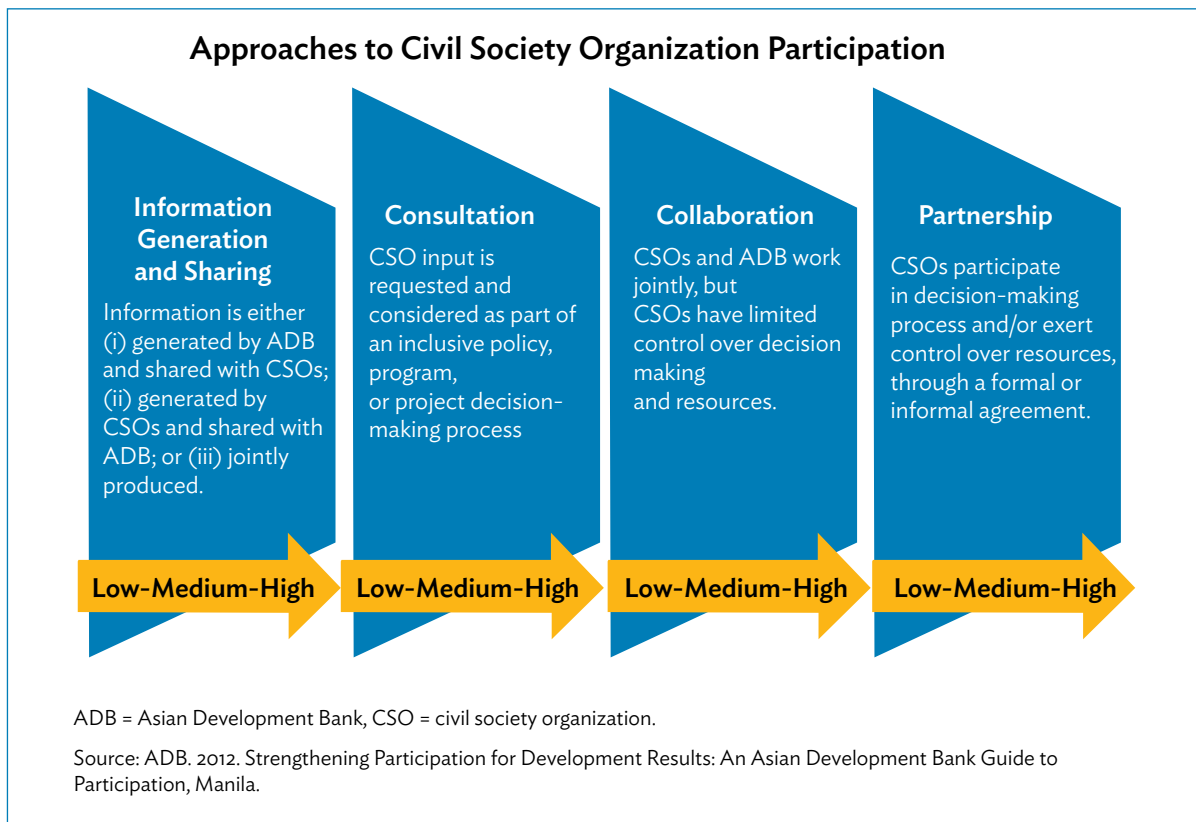 Approaches to Civil Society Organization Participation
Information
Generation
and Sharing
Information is either
(i) generated by ADB
and shared with CSOs;
(ii) generated by
CSOs and shared with
ADB; or (iii) jointly
produced.
Low-Medium-High
Consultation
CSO input is
requested and
considered as part of
an inclusive policy,
program,
or project decision-
making process
Low-Medium-High
Collaboration
CSOs and ADB work
jointly, but
CSOs have limited
control over decision
making
and resources.
Low-Medium-High
Partnership
CSOs participate
in decision-making
process and/or exert
control over resources,
through a formal or
informal agreement.
Low-Medium-High
ADB = Asian Development Bank, CSO = civil society organization.
Source: ADB. 2012. Strengthening Participation for Development Results: An Asian Development Bank Guide to
Participation, Manila.